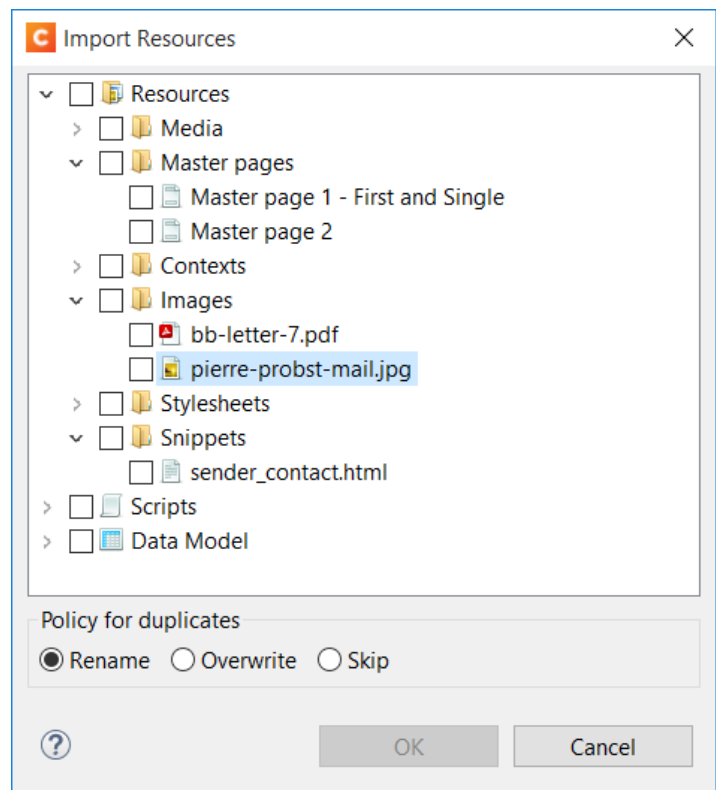 C Import Resources
Resources
Media
Master pages
Master page 1 - First and Single
Master page 2
Contexts
Images
bb-letter-7.pdf
pierre-probst-mail.jpg
Stylesheets
Snippets
sender_contact.html
Scripts
Data Model
Policy for duplicates
Rename Overwrite Skip
? OK Cancel